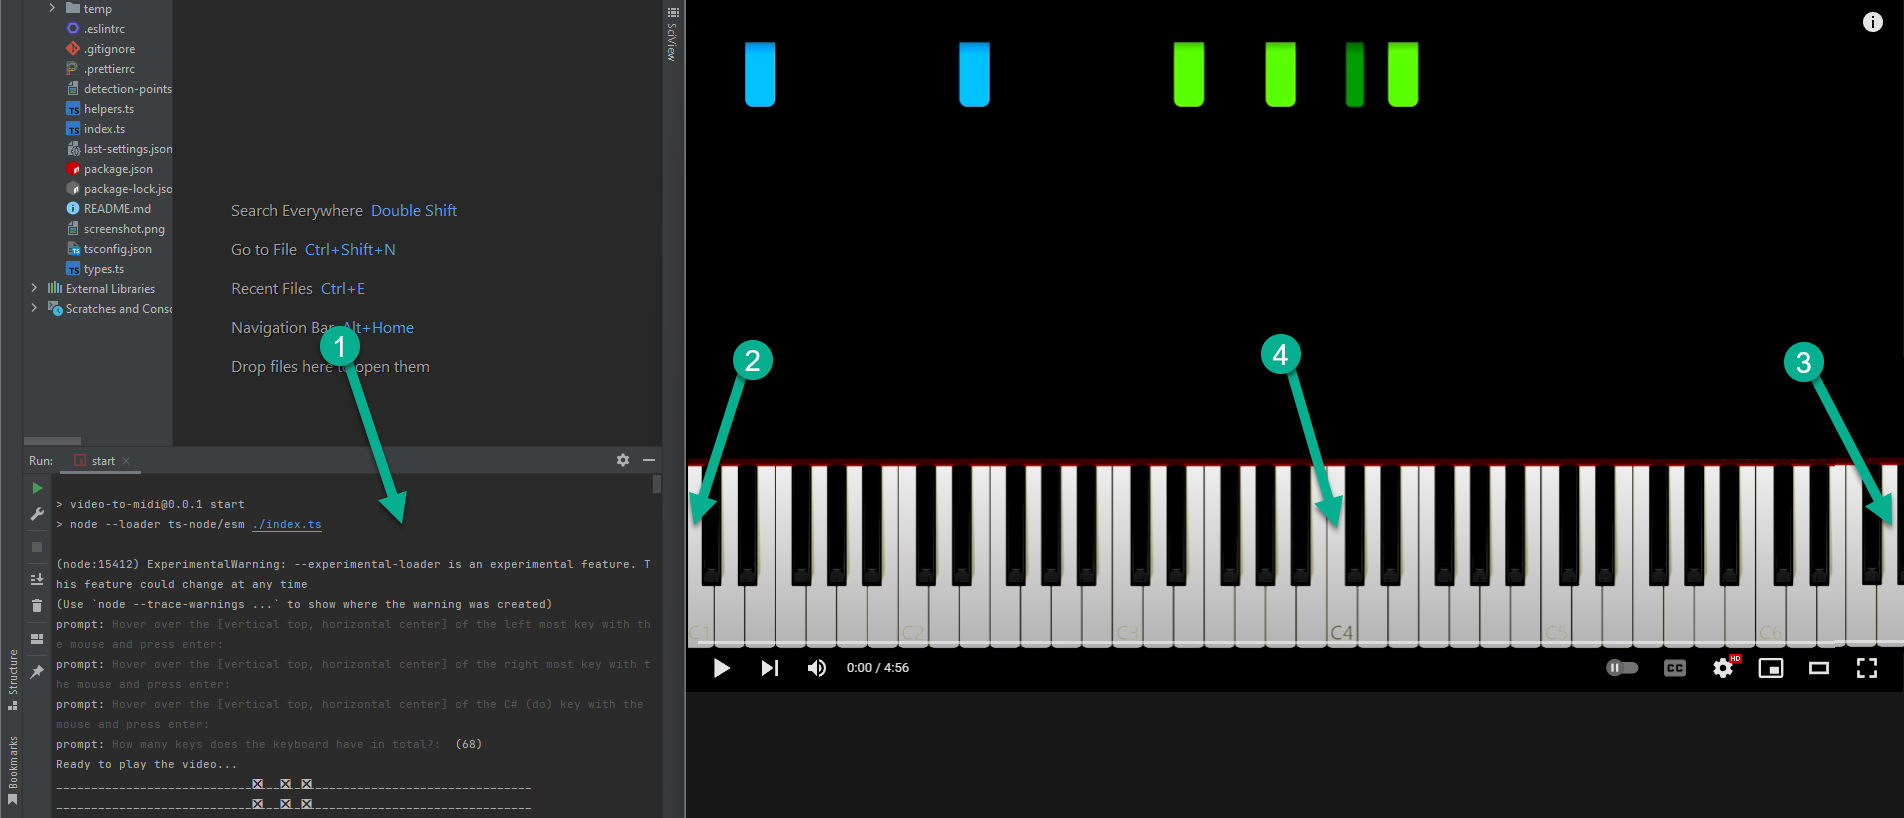 temp
.eslintrc
.gitignore
.prettierrc
detection-points
helpers.ts
index.ts
last-settings.json
package.json
package-lock.jso
README.md
screenshot.png
tsconfig.json
types.ts
External Libraries
Scratches and Conso
SciView
Search Everywhere Double Shift
Go to File Ctrl+Shift+N
Recent Files Ctrl+E
Navigation Bar Alt+Home
Drop files here to open them
1
2
4
3
Run: start
> video-to-midi@0.0.1 start
> node --loader ts-node/esm ./index.ts
(node:15412) ExperimentalWarning: --experimental-loader is an experimental feature. T
his feature could change at any time
(Use `node --trace-warnings ...` to show where the warning was created)
prompt: Hover over the [vertical top, horizontal center] of the left most key with th
e mouse and press enter:
prompt: Hover over the [vertical top, horizontal center] of the right most key with t
he mouse and press enter:
prompt: Hover over the [vertical top, horizontal center] of the C# (do) key with the
mouse and press enter:
prompt: How many keys does the keyboard have in total?: (68)
Ready to play the video...
Structure
Bookmarks
C1 C2 C3 C4 C5 C6
0:00 / 4:56
CC
HD